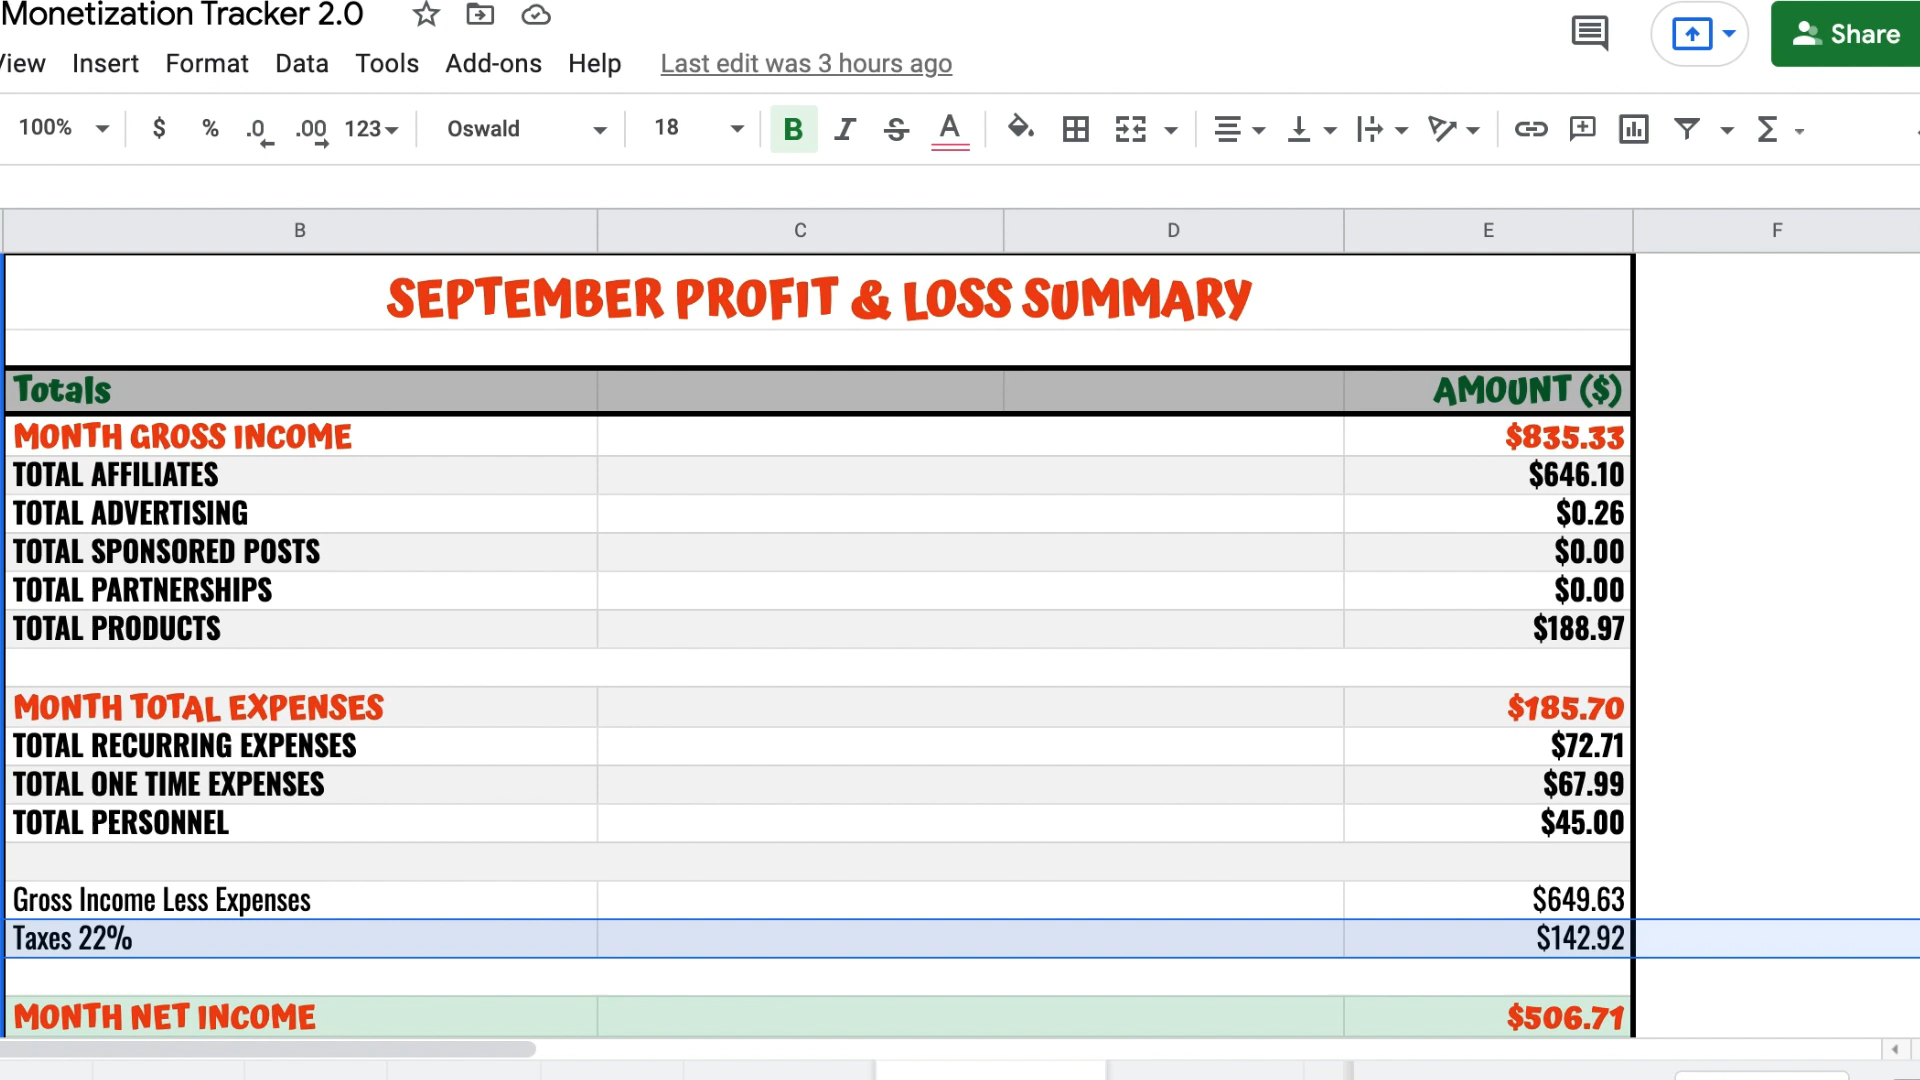 Monetization Tracker 2.0
View Insert Format Data Tools Add-ons Help Last edit was 3 hours ago
Share
100% $ % .0 .00 123 Oswald 18 B I S A
B C D E F
SEPTEMBER PROFIT & LOSS SUMMARY
Totals AMOUNT ($)
MONTH GROSS INCOME $835.33
TOTAL AFFILIATES $646.10
TOTAL ADVERTISING $0.26
TOTAL SPONSORED POSTS $0.00
TOTAL PARTNERSHIPS $0.00
TOTAL PRODUCTS $188.97
MONTH TOTAL EXPENSES $185.70
TOTAL RECURRING EXPENSES $72.71
TOTAL ONE TIME EXPENSES $67.99
TOTAL PERSONNEL $45.00
Gross Income Less Expenses $649.63
Taxes 22% $142.92
MONTH NET INCOME $506.71